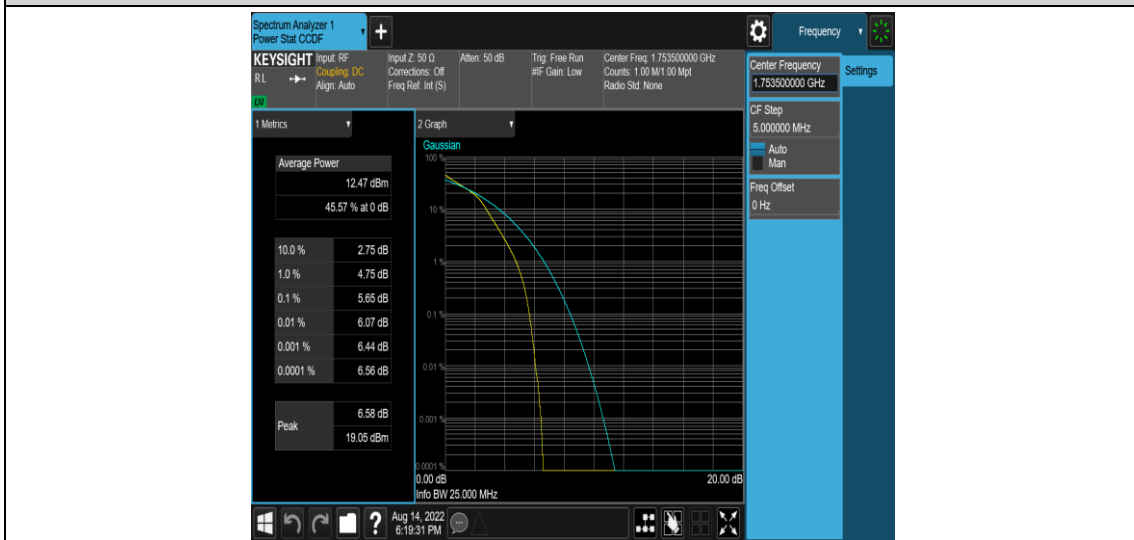 Spectrum Analyzer 1
Power Stat CCDF
+
Frequency
KEYSIGHT
RL
Input: RF
Coupling: DC
Align: Auto
Input Z: 50 Ω
Corrections: Off
Freq Ref: Int (S)
Atten: 50 dB
Trig: Free Run
#IF Gain: Low
Center Freq: 1.753500000 GHz
Counts: 1.00 M/1.00 Mpt
Radio Std: None
Center Frequency
1.753500000 GHz
Settings
CF Step
5.000000 MHz
Auto
Man
Freq Offset
0 Hz
1 Metrics
Average Power
12.47 dBm
45.57 % at 0 dB
10.0 % 2.75 dB
1.0 % 4.75 dB
0.1 % 5.65 dB
0.01 % 6.07 dB
0.001 % 6.44 dB
0.0001 % 6.56 dB
Peak
6.58 dB
19.05 dBm
2 Graph
Gaussian
100 %
10 %
1 %
0.1 %
0.01 %
0.001 %
0.0001 %
0.00 dB
20.00 dB
Info BW 25.000 MHz
?
Aug 14, 2022
6:19:31 PM